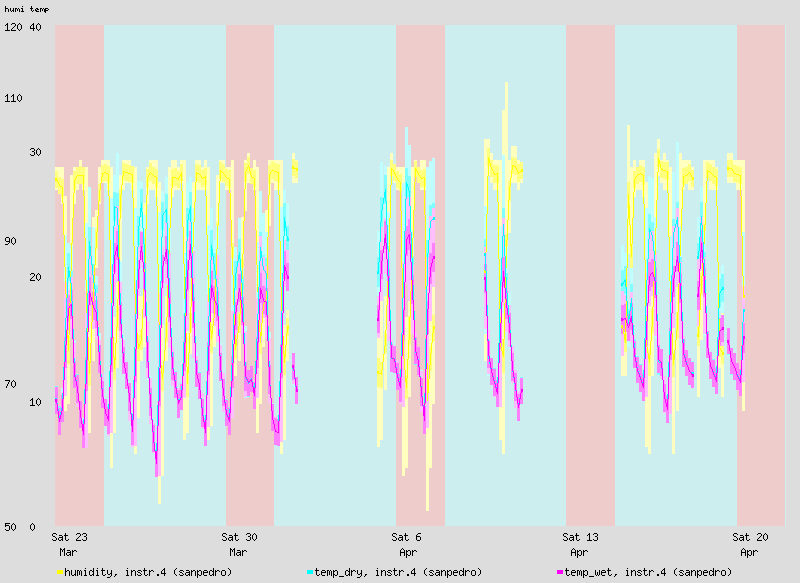 humi temp
120 40
110
30
90
20
70
10
50 0
Sat 23 Sat 30 Sat 6 Sat 13 Sat 20
Mar Mar Apr Apr Apr
humidity, instr.4 (sanpedro) temp_dry, instr.4 (sanpedro) temp_wet, instr.4 (sanpedro)